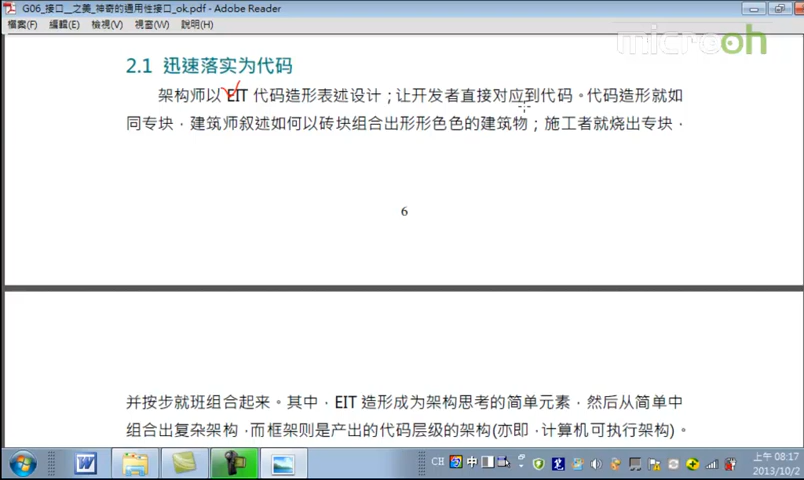 G06_接口__之美_神奇的通用性接口_ok.pdf - Adobe Reader
檔案(F) 編輯(E) 檢視(V) 視窗(W) 說明(H)
microoh
2.1 迅速落实为代码
架构师以 EIT 代码造形表述设计；让开发者直接对应到代码。代码造形就如
同专块，建筑师叙述如何以砖块组合出形形色色的建筑物；施工者就烧出专块，
6
并按步就班组合起来。其中，EIT 造形成为架构思考的简单元素，然后从简单中
组合出复杂架构，而框架则是产出的代码层级的架构(亦即，计算机可执行架构)。
CH 中
上午 08:17
2013/10/2